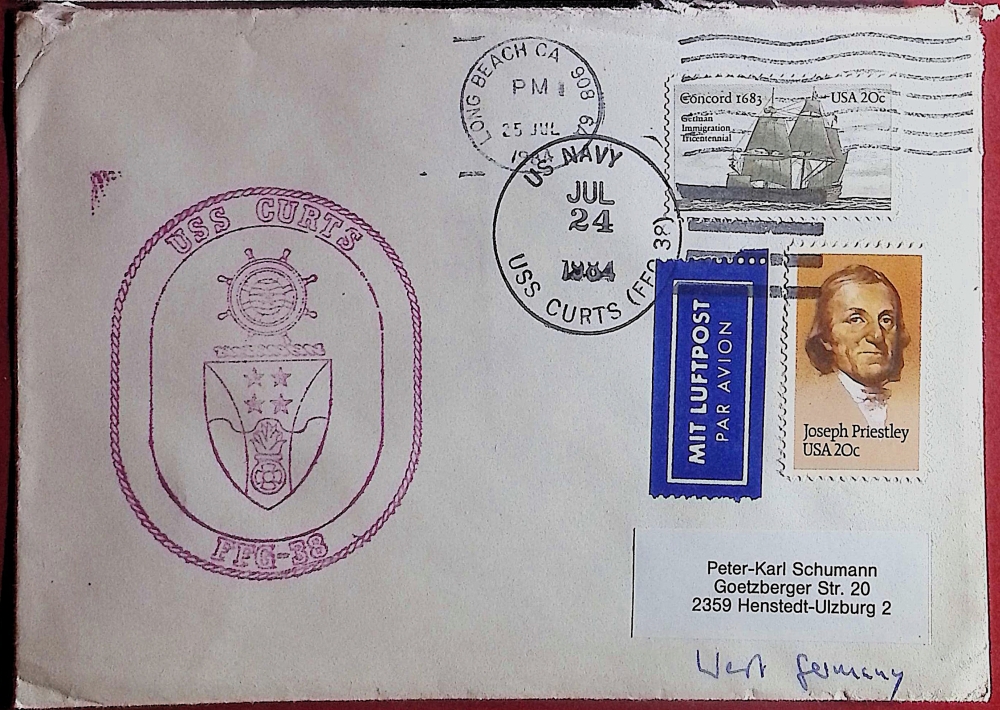 LONG BEACH CA 908
PM
25 JUL
1984
US NAVY
JUL
24
1984
USS CURTS (FFG 38)
Concord 1683
USA 20c
German
Immigration
Tricentennial
USS CURTS
FFG-38
MIT LUFTPOST
PAR AVION
Joseph Priestley
USA 20c
Peter-Karl Schumann
Goetzberger Str. 20
2359 Henstedt-Ulzburg 2
West Germany